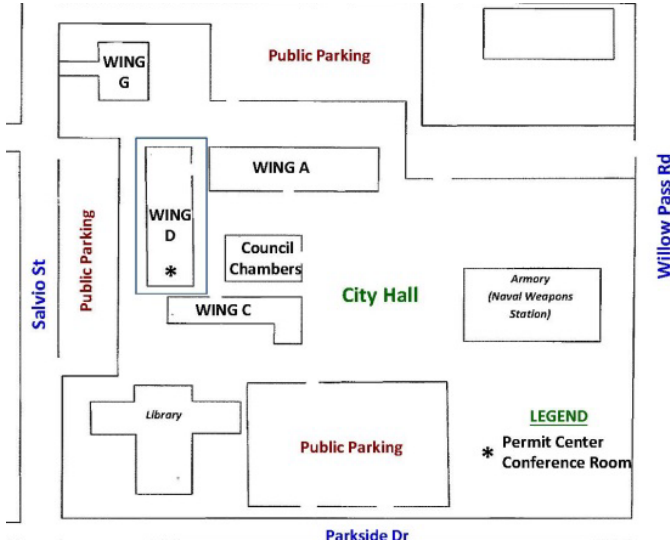 Public Parking
WING
G
WING A
WING
D
*
Public Parking
Salvio St
Willow Pass Rd
Council
Chambers
City Hall
Armory
(Naval Weapons
Station)
WING C
Library
Public Parking
LEGEND
* Permit Center
Conference Room
Parkside Dr